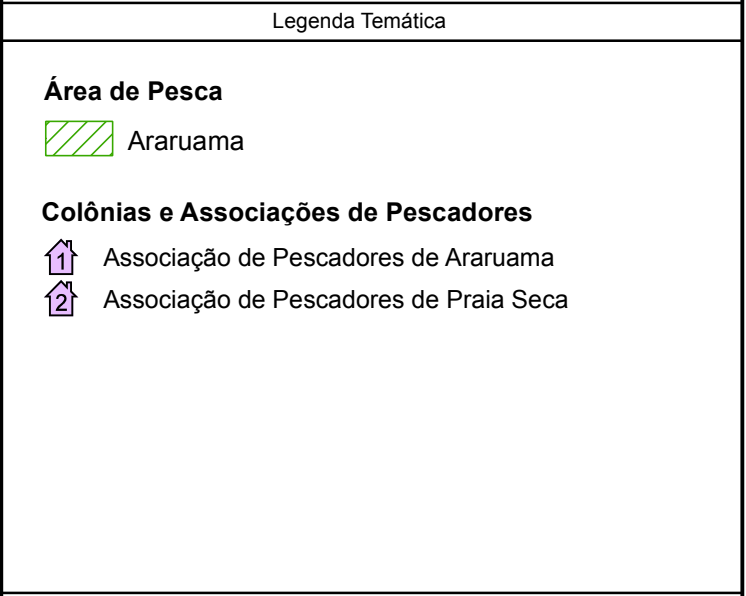 Legenda Temática
Área de Pesca
Araruama
Colônias e Associações de Pescadores
1 Associação de Pescadores de Araruama
2 Associação de Pescadores de Praia Seca